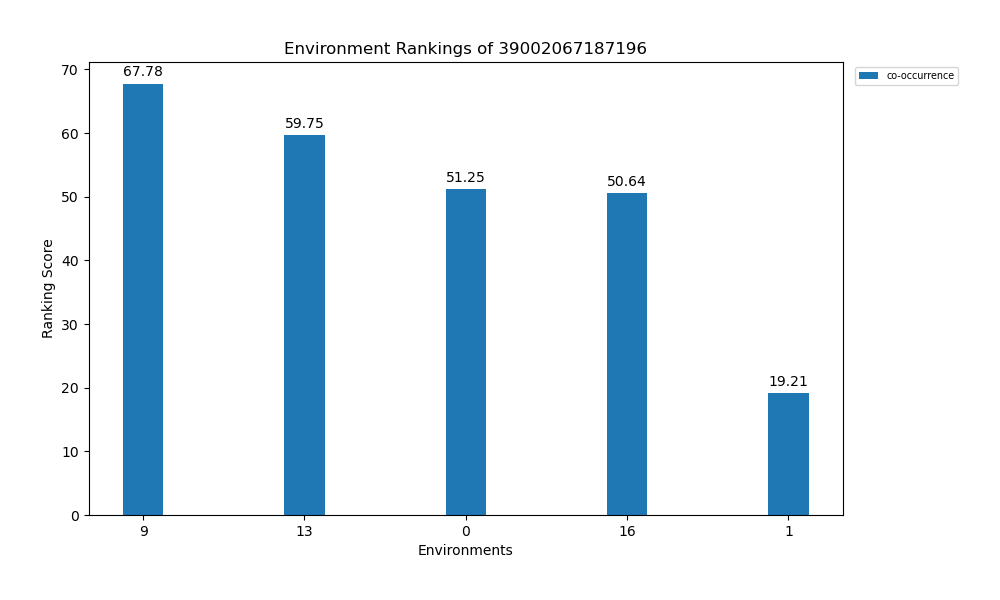 Environment Rankings of 39002067187196
co-occurrence
Ranking Score
70
60
50
40
30
20
10
0
67.78
59.75
51.25
50.64
19.21
9 13 0 16 1
Environments